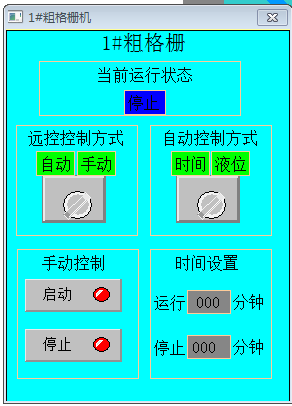 1#粗格栅机
1#粗格栅
当前运行状态
停止
远控控制方式
自动 手动
自动控制方式
时间 液位
手动控制
启动
停止
时间设置
运行 000 分钟
停止 000 分钟